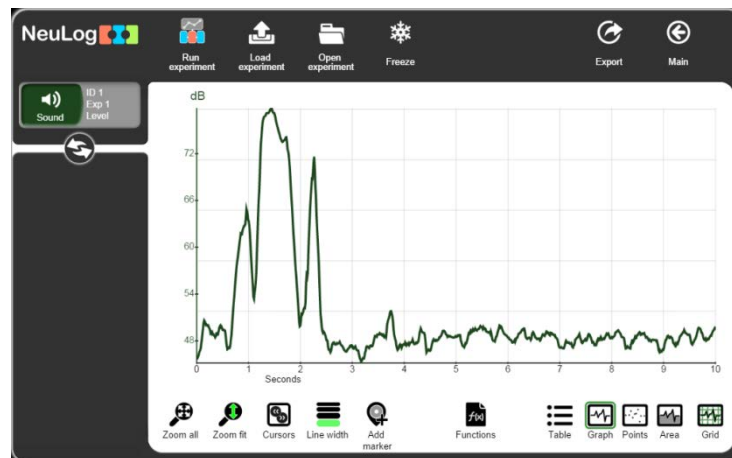 NeuLog
Run
experiment
Load
experiment
Open
experiment
Freeze
Export
Main
Sound
ID 1
Exp 1
Level
dB
72
66
60
54
48
0 1 2 3 4 5 6 7 8 9 10
Seconds
Zoom all
Zoom fit
Cursors
Line width
Add
marker
f(x)
Functions
Table
Graph
Points
Area
Grid